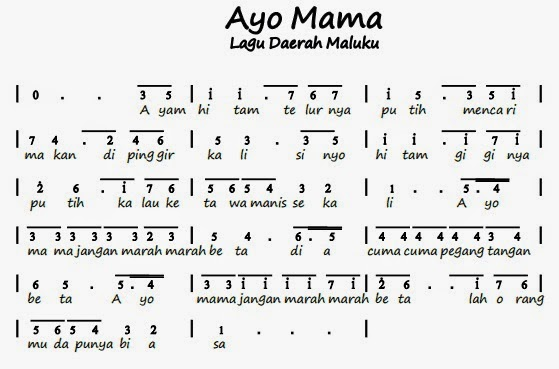 Ayo Mama
Lagu Daerah Maluku
| 0 . . 3 5 | i i . 7 6 7 | i 5 . 3 5 i
A yam hi tam te lur nya pu tih mencari
| 7 4 . 2 4 6 | 5 3 . 3 5 | i i . i 7 i
ma kan di ping gir ka li si nyo hi tam gi gi nya
| 2̇ 6 . i 7 6 | 5 6 5 4 3 2 | 1 . . 5 . 4
pu tih ka lau ke ta wa manis se ka li A yo
| 3 3 3 3 3 2 3 | 5 4 . 6 . 5 | 4 4 4 4 4 3 4
ma ma jangan marah marah be ta di a cuma cuma pegang tangan
| 6 5 . 5 . 4 | 3 3 i i i 7 i | 2̇ 6 . . i 7 6
be ta A yo mama jangan marah marah be ta lah o rang
| 5 6 5 4 3 2 | 1 . . . |
mu da punya bi a sa